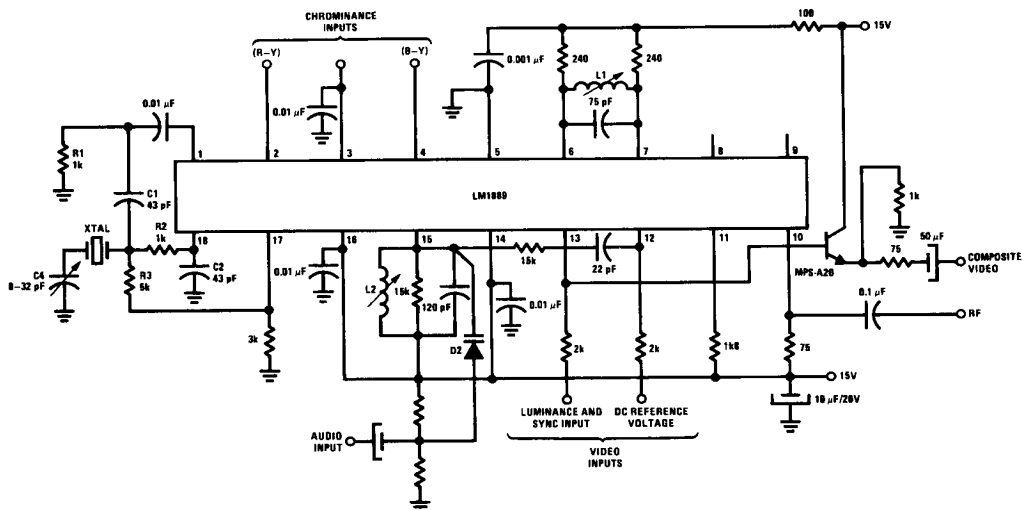 CHROMINANCE
INPUTS
(R–Y)
(B–Y)
100
15V
0.001 µF
240
240
L1
75 pF
0.01 µF
0.01 µF
R1
1k
1
2
3
4
5
6
7
8
9
LM1889
C1
43 pF
XTAL
R2
1k
18
17
16
15
14
13
12
11
10
1k
C4
8–32 pF
R3
5k
C2
43 pF
0.01 µF
L2
15k
120 pF
15k
22 pF
0.01 µF
MPS-A20
75
50 µF
COMPOSITE
VIDEO
0.1 µF
RF
3k
D2
2k
2k
1k8
75
15V
LUMINANCE AND
SYNC INPUT
DC REFERENCE
VOLTAGE
10 µF/20V
AUDIO
INPUT
VIDEO
INPUTS